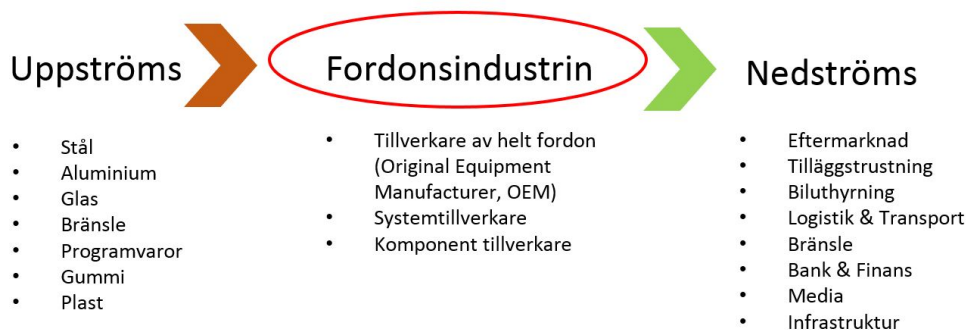 Uppströms
Fordonsindustrin
Nedströms
• Stål
• Aluminium
• Glas
• Bränsle
• Programvaror
• Gummi
• Plast
• Tillverkare av helt fordon
(Original Equipment
Manufacturer, OEM)
• Systemtillverkare
• Komponent tillverkare
• Eftermarknad
• Tilläggstrustning
• Biluthyrning
• Logistik & Transport
• Bränsle
• Bank & Finans
• Media
• Infrastruktur